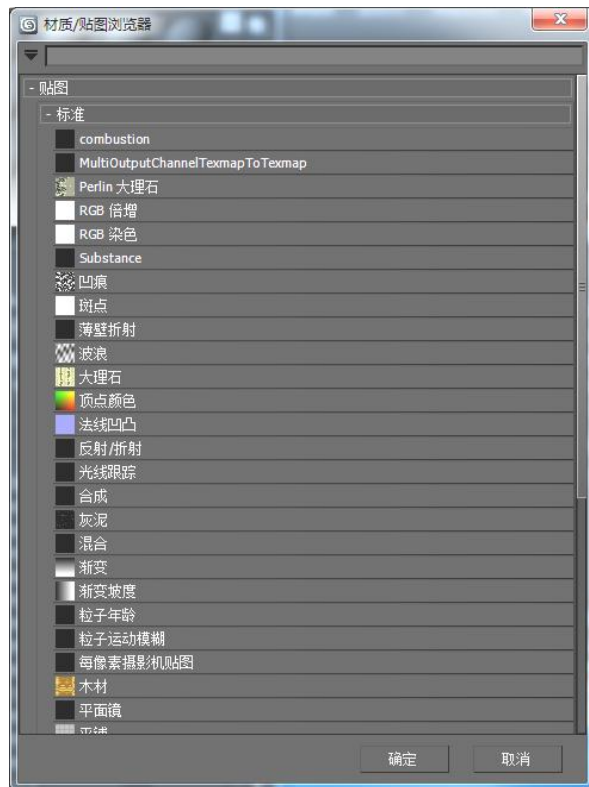 材质/贴图浏览器
- 贴图
- 标准
combustion
MultiOutputChannelTexmapToTexmap
Perlin 大理石
RGB 倍增
RGB 染色
Substance
凹痕
斑点
薄壁折射
波浪
大理石
顶点颜色
法线凹凸
反射/折射
光线跟踪
合成
灰泥
混合
渐变
渐变坡度
粒子年龄
粒子运动模糊
每像素摄影机贴图
木材
平面镜
平铺
确定
取消